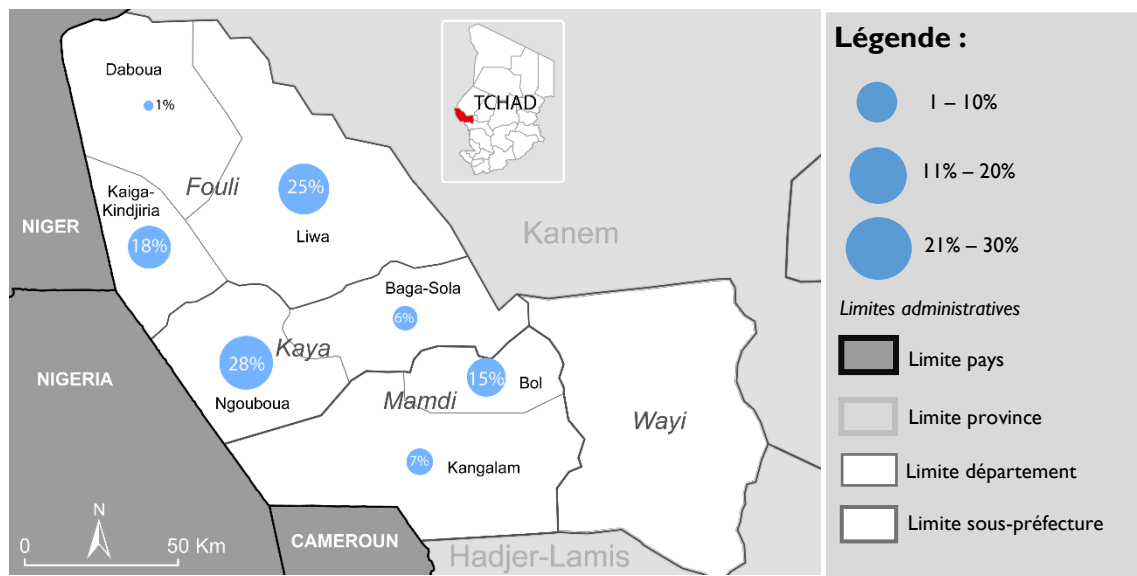 Daboua
1%
TCHAD
Fouli
25%
Kaiga-
Kindjiria
NIGER
18%
Liwa
Kanem
Baga-Sola
6%
Kaya
28%
NIGERIA
15%
Bol
Ngouboua
Mamdi
Wayi
7%
Kangalam
N
0
50 Km
CAMEROUN
Hadjer-Lamis
Légende :
1 – 10%
11% – 20%
21% – 30%
Limites administratives
Limite pays
Limite province
Limite département
Limite sous-préfecture